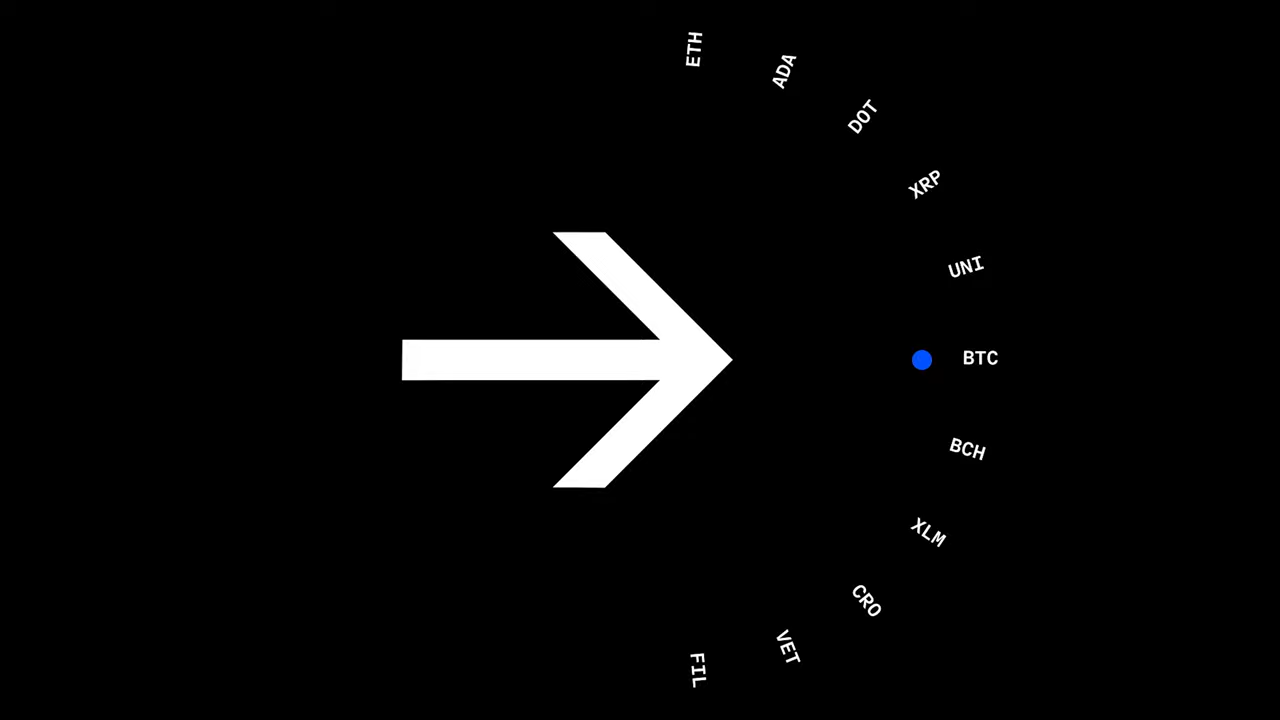 ETH
ADA
DOT
XRP
UNI
BTC
BCH
XLM
CRO
VET
FIL